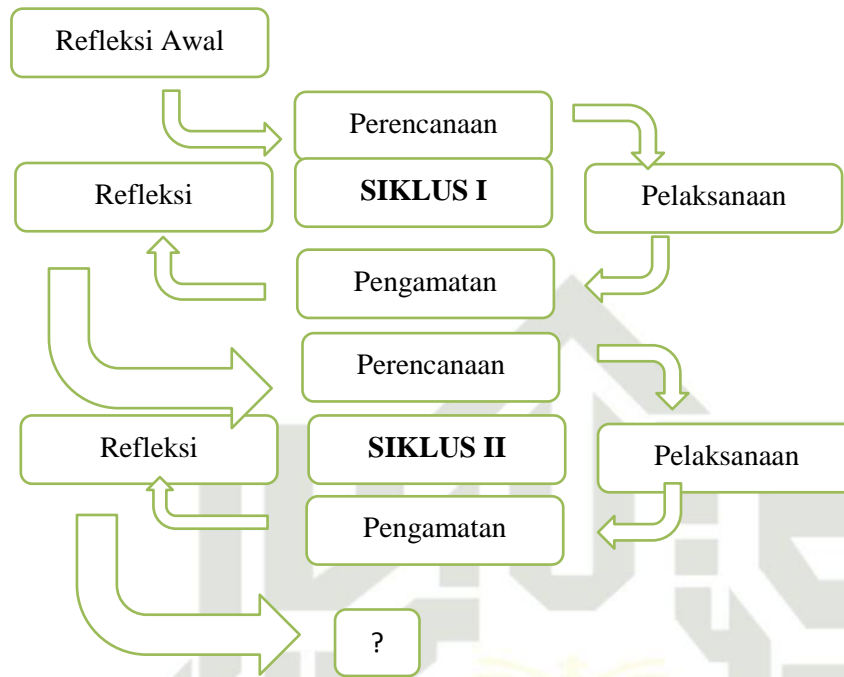 Refleksi Awal
Perencanaan
Refleksi
SIKLUS I
Pelaksanaan
Pengamatan
Perencanaan
Refleksi
SIKLUS II
Pelaksanaan
Pengamatan
?